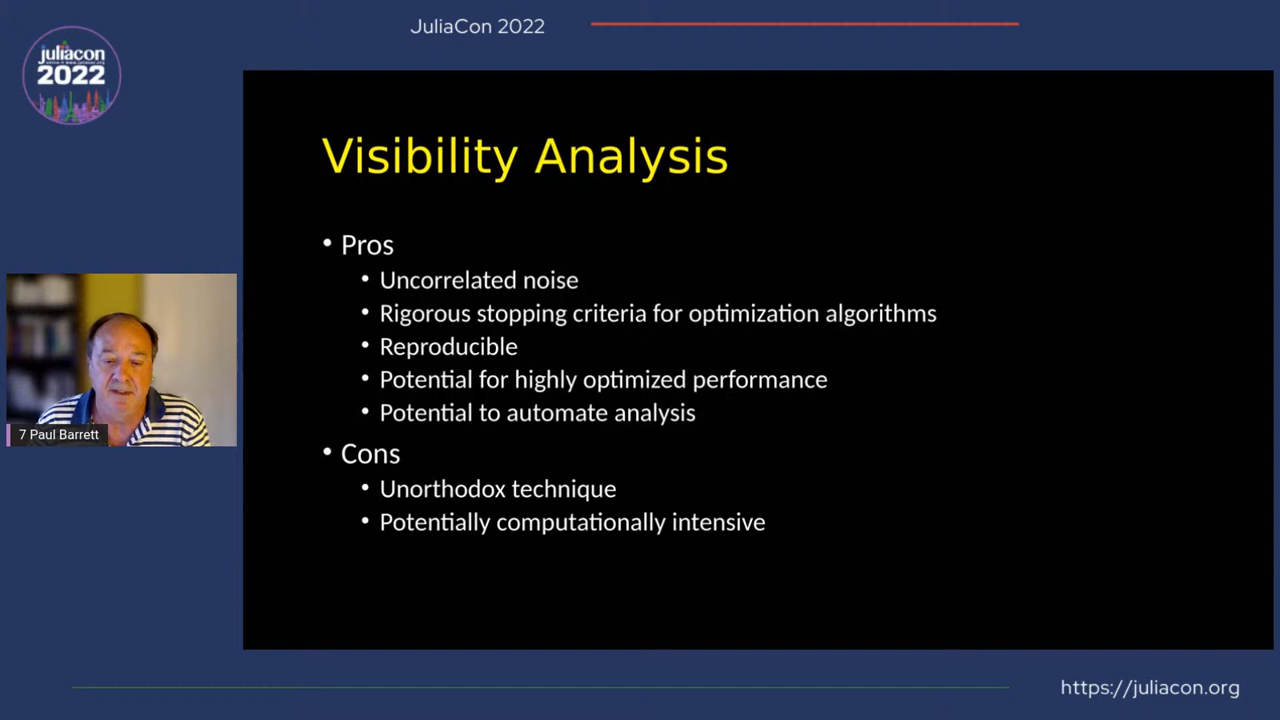 JuliaCon 2022
juliacon
2022
Visibility Analysis
• Pros
• Uncorrelated noise
• Rigorous stopping criteria for optimization algorithms
• Reproducible
• Potential for highly optimized performance
• Potential to automate analysis
• Cons
• Unorthodox technique
• Potentially computationally intensive
7 Paul Barrett
https://juliacon.org